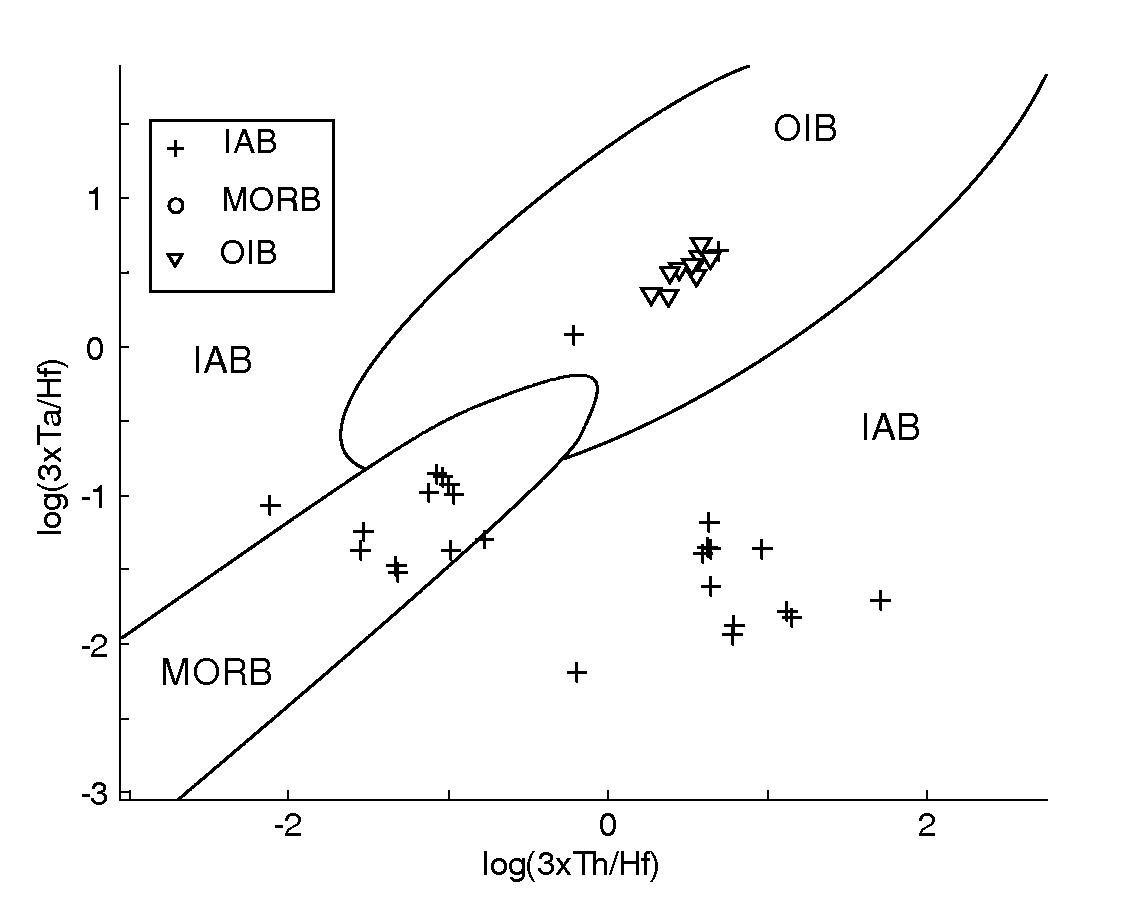 OIB
IAB
MORB
OIB
IAB
IAB
MORB
1
0
-1
-2
-3
-2
0
2
log(3xTa/Hf)
log(3xTh/Hf)